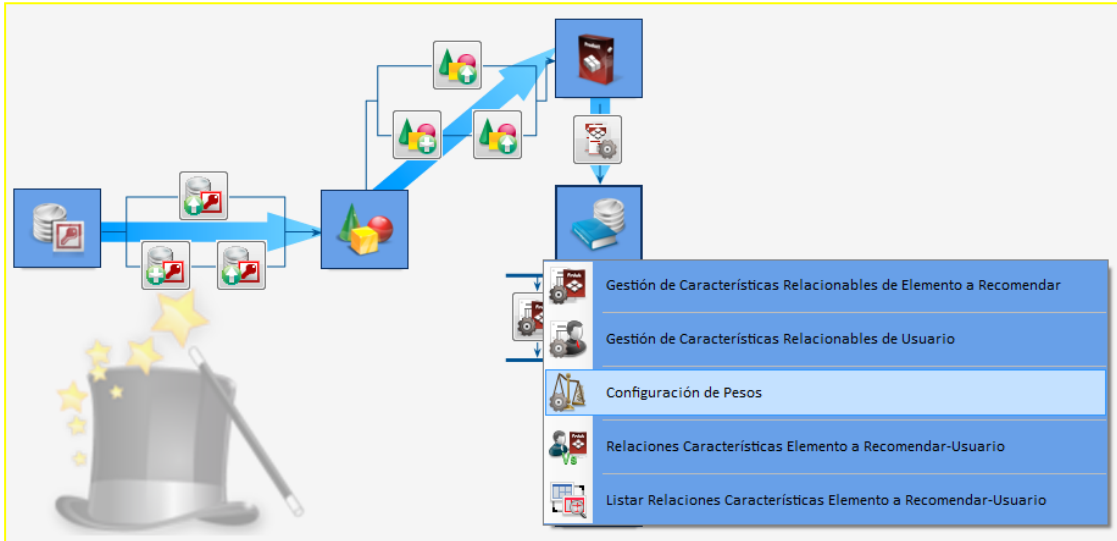 Gestión de Características Relacionables de Elemento a Recomendar
Gestión de Características Relacionables de Usuario
Configuración de Pesos
Relaciones Características Elemento a Recomendar-Usuario
Listar Relaciones Características Elemento a Recomendar-Usuario